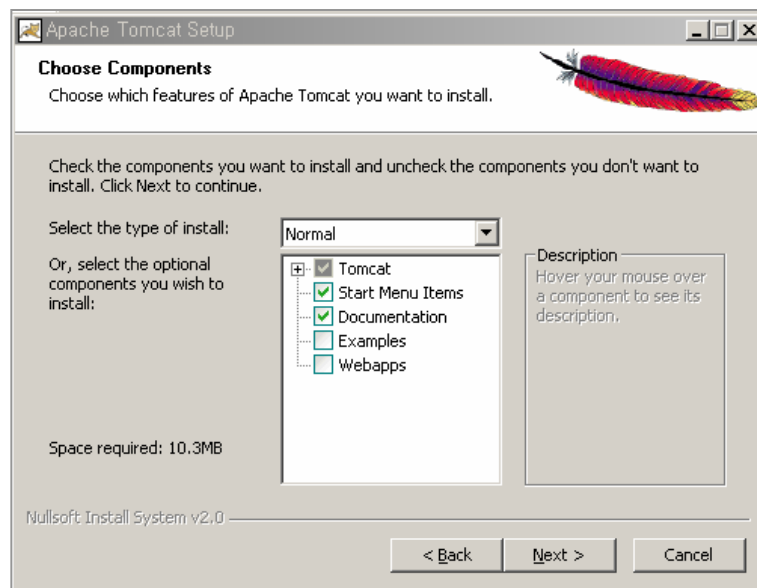 Apache Tomcat Setup
Choose Components
Choose which features of Apache Tomcat you want to install.
Check the components you want to install and uncheck the components you don't want to
install. Click Next to continue.
Select the type of install:
Normal
Or, select the optional
components you wish to
install:
Tomcat
Start Menu Items
Documentation
Examples
Webapps
Description
Hover your mouse over
a component to see its
description.
Space required: 10.3MB
Nullsoft Install System v2.0
< Back
Next >
Cancel